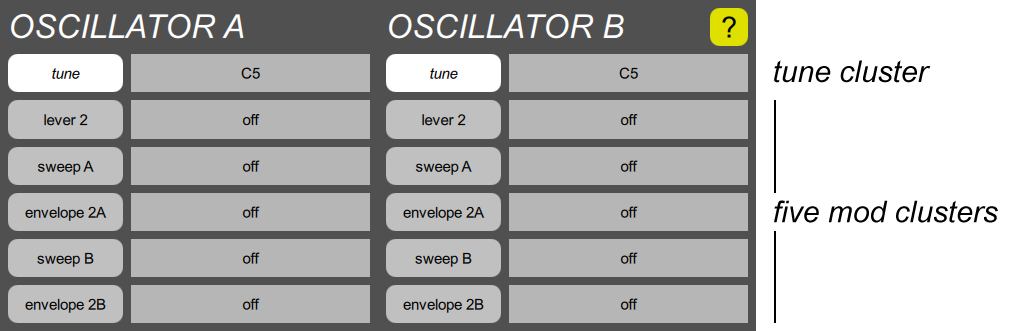 OSCILLATOR A
OSCILLATOR B
?
tune C5
tune C5
tune cluster
lever 2 off
lever 2 off
sweep A off
sweep A off
envelope 2A off
envelope 2A off
five mod clusters
sweep B off
sweep B off
envelope 2B off
envelope 2B off